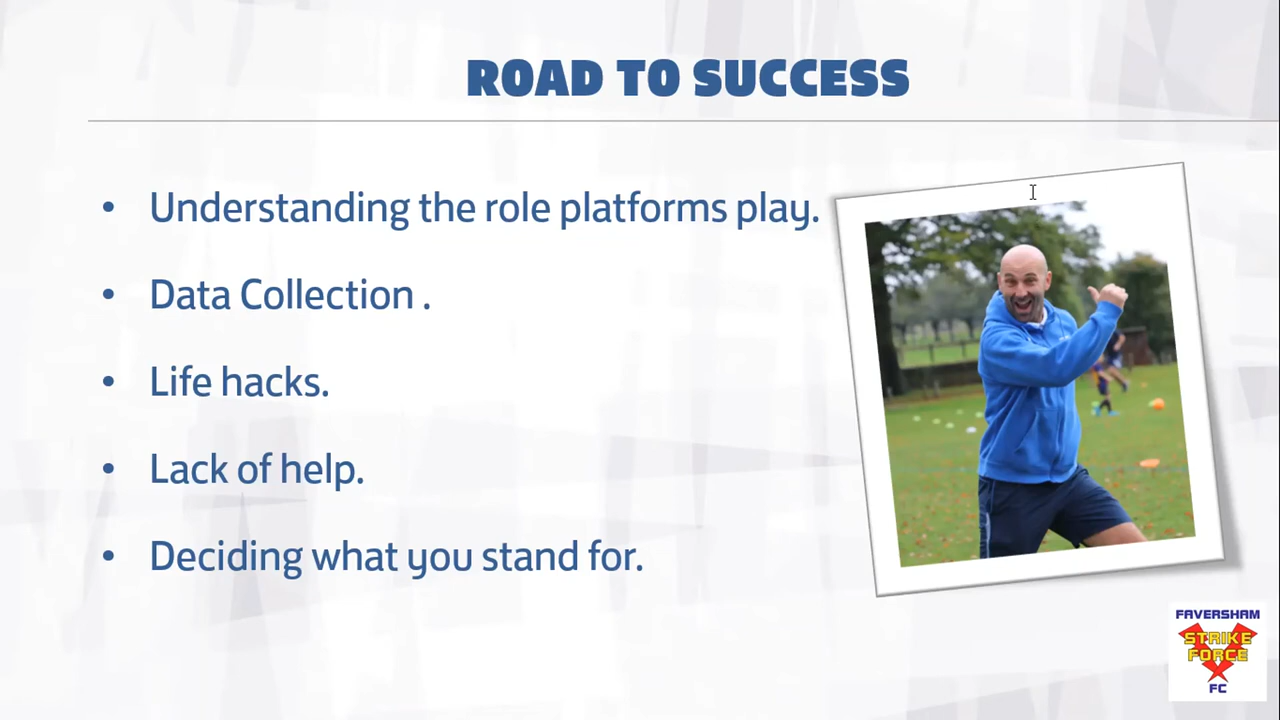 ROAD TO SUCCESS
• Understanding the role platforms play.
• Data Collection .
• Life hacks.
• Lack of help.
• Deciding what you stand for.
FAVERSHAM
STRIKE
FORCE
FC